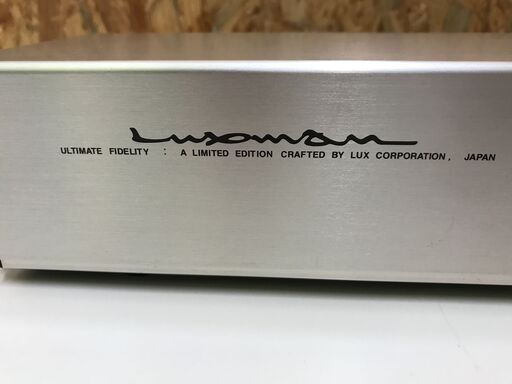 Luxman
ULTIMATE FIDELITY : A LIMITED EDITION CRAFTED BY LUX CORPORATION, JAPAN